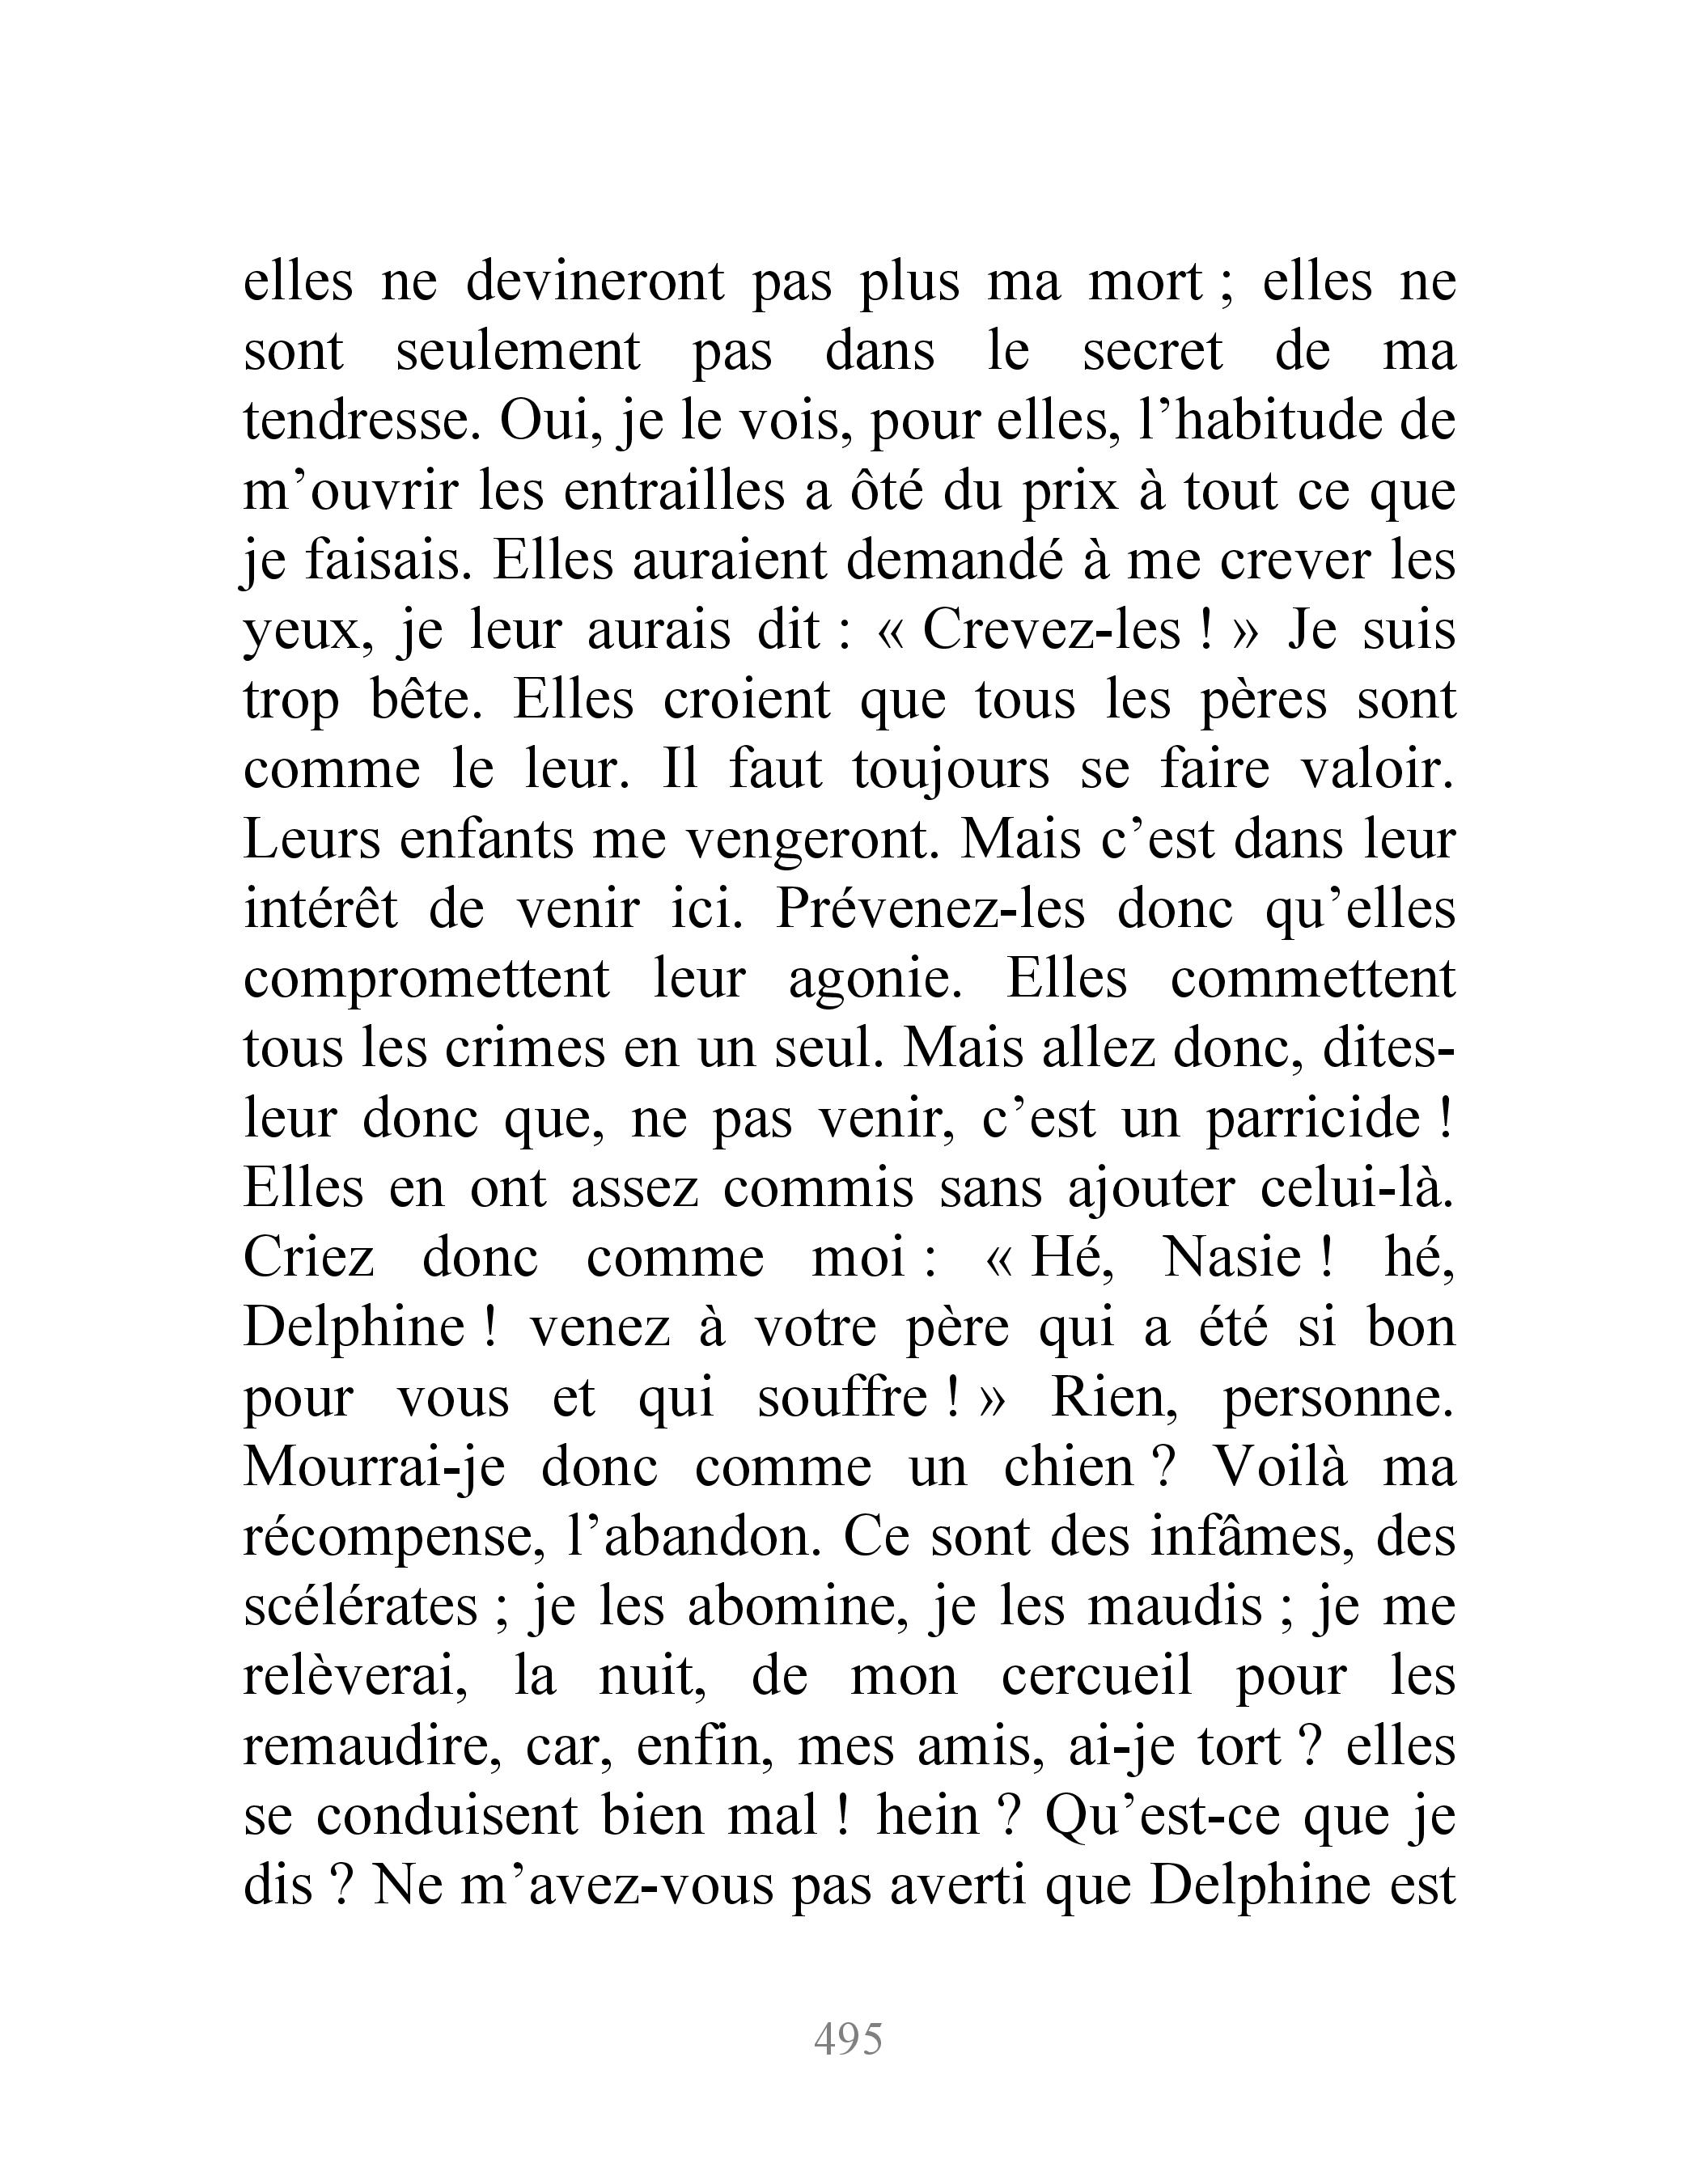 elles ne devineront pas plus ma mort ; elles ne
sont seulement pas dans le secret de ma
tendresse. Oui, je le vois, pour elles, l’habitude de
m’ouvrir les entrailles a ôté du prix à tout ce que
je faisais. Elles auraient demandé à me crever les
yeux, je leur aurais dit : « Crevez-les ! » Je suis
trop bête. Elles croient que tous les pères sont
comme le leur. Il faut toujours se faire valoir.
Leurs enfants me vengeront. Mais c’est dans leur
intérêt de venir ici. Prévenez-les donc qu’elles
compromettent leur agonie. Elles commettent
tous les crimes en un seul. Mais allez donc, dites-
leur donc que, ne pas venir, c’est un parricide !
Elles en ont assez commis sans ajouter celui-là.
Criez donc comme moi : « Hé, Nasie ! hé,
Delphine ! venez à votre père qui a été si bon
pour vous et qui souffre ! » Rien, personne.
Mourrai-je donc comme un chien ? Voilà ma
récompense, l’abandon. Ce sont des infâmes, des
scélérates ; je les abomine, je les maudis ; je me
relèverai, la nuit, de mon cercueil pour les
remaudire, car, enfin, mes amis, ai-je tort ? elles
se conduisent bien mal ! hein ? Qu’est-ce que je
dis ? Ne m’avez-vous pas averti que Delphine est
495